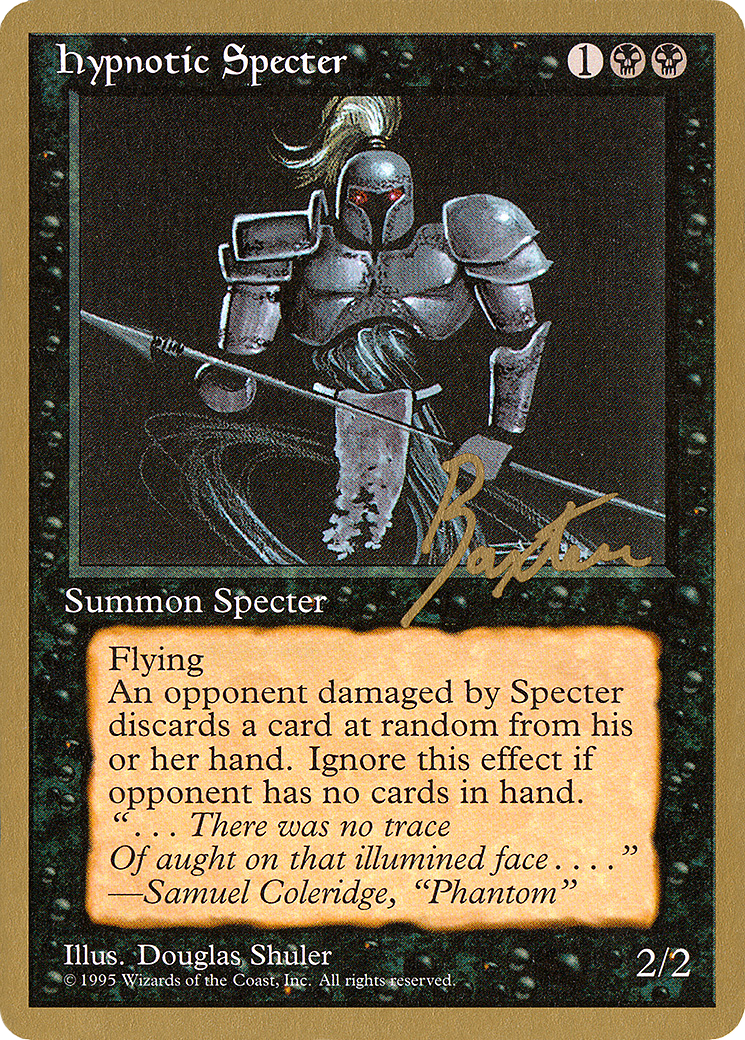 Hypnotic Specter 1
Baxter
Summon Specter
Flying
An opponent damaged by Specter
discards a card at random from his
or her hand. Ignore this effect if
opponent has no cards in hand.
“ . . . There was no trace
Of aught on that illumined face . . . .”
—Samuel Coleridge, “Phantom”
Illus. Douglas Shuler
2/2
© 1995 Wizards of the Coast, Inc. All rights reserved.